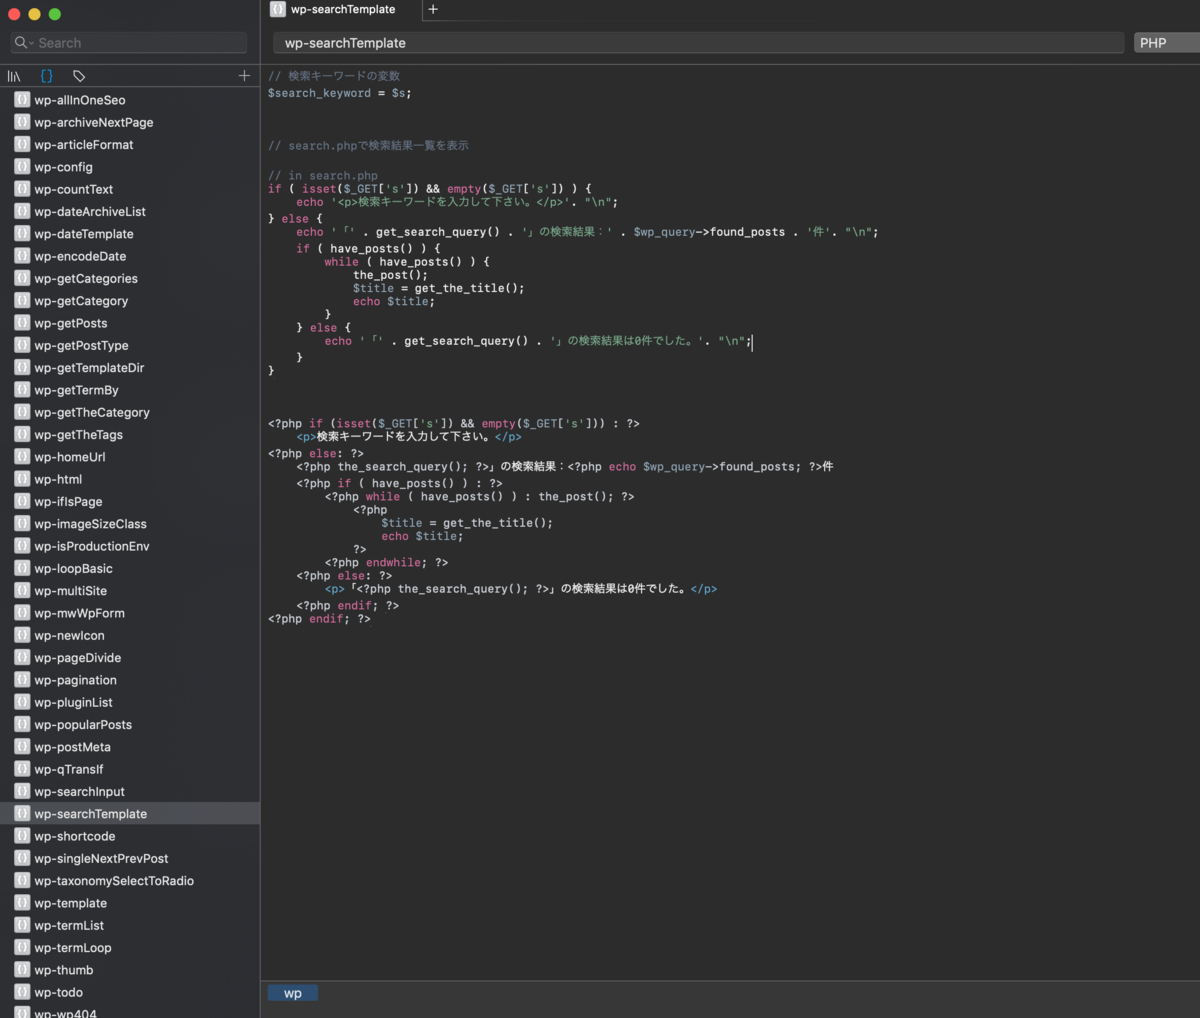 wp-searchTemplate
+
Search
wp-searchTemplate
PHP
wp-allInOneSeo
wp-archiveNextPage
wp-articleFormat
wp-config
wp-countText
wp-dateArchiveList
wp-dateTemplate
wp-encodeDate
wp-getCategories
wp-getCategory
wp-getPosts
wp-getPostType
wp-getTemplateDir
wp-getTermBy
wp-getTheCategory
wp-getTheTags
wp-homeUrl
wp-html
wp-ifIsPage
wp-imageSizeClass
wp-isProductionEnv
wp-loopBasic
wp-multiSite
wp-mwWpForm
wp-newIcon
wp-pageDivide
wp-pagination
wp-pluginList
wp-popularPosts
wp-postMeta
wp-qTransIf
wp-searchInput
wp-searchTemplate
wp-shortcode
wp-singleNextPrevPost
wp-taxonomySelectToRadio
wp-template
wp-termList
wp-termLoop
wp-thumb
wp-todo
wp-wp404
// 検索キーワードの変数
$search_keyword = $s;
// search.phpで検索結果一覧を表示
// in search.php
if ( isset($_GET['s']) && empty($_GET['s']) ) {
    echo '<p>検索キーワードを入力して下さい。</p>'. "\n";
} else {
    echo '「' . get_search_query() . '」の検索結果：' . $wp_query->found_posts . '件'. "\n";
    if ( have_posts() ) {
        while ( have_posts() ) {
            the_post();
            $title = get_the_title();
            echo $title;
        }
    } else {
        echo '「' . get_search_query() . '」の検索結果は0件でした。'. "\n";
    }
}
<?php if (isset($_GET['s']) && empty($_GET['s'])) : ?>
    <p>検索キーワードを入力して下さい。</p>
<?php else: ?>
    <?php the_search_query(); ?>」の検索結果：<?php echo $wp_query->found_posts; ?>件
    <?php if ( have_posts() ) : ?>
        <?php while ( have_posts() ) : the_post(); ?>
            <?php
                $title = get_the_title();
                echo $title;
            ?>
        <?php endwhile; ?>
    <?php else: ?>
        <p>「<?php the_search_query(); ?>」の検索結果は0件でした。</p>
    <?php endif; ?>
<?php endif; ?>
wp